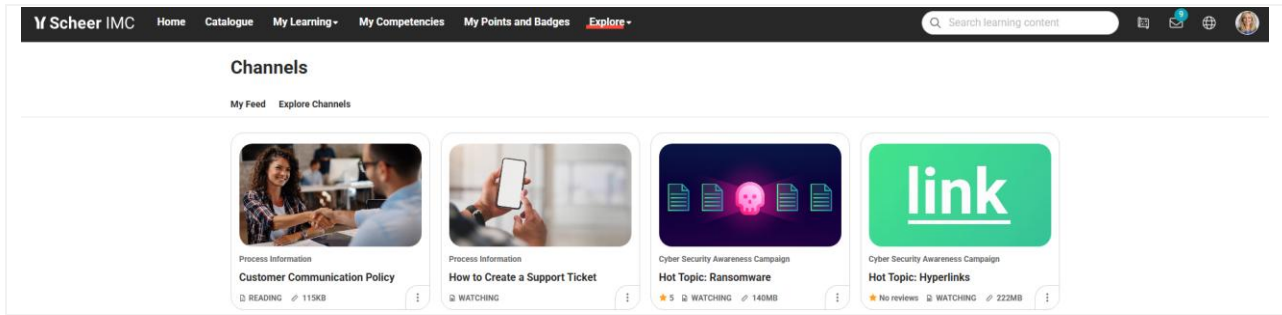 Scheer IMC Home Catalogue My Learning My Competencies My Points and Badges Explore Search learning content 9
Channels
My Feed Explore Channels
link
Process Information
Customer Communication Policy
READING 115KB
Process Information
How to Create a Support Ticket
WATCHING
Cyber Security Awareness Campaign
Hot Topic: Ransomware
5 WATCHING 140MB
Cyber Security Awareness Campaign
Hot Topic: Hyperlinks
No reviews WATCHING 222MB